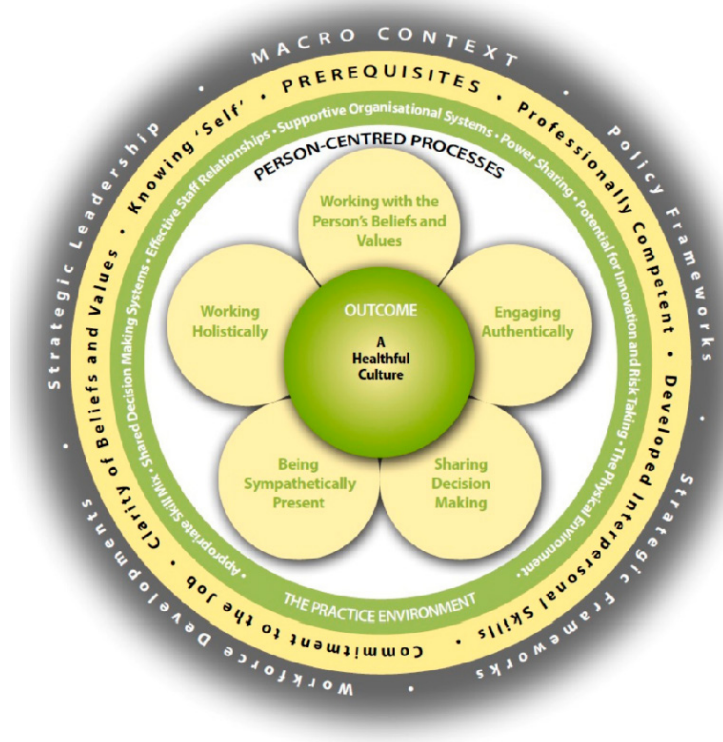 MACRO CONTEXT • Policy Frameworks • Strategic Frameworks • Workforce Developments • Strategic Leadership •
PREREQUISITES • Professionally Competent • Developed Interpersonal Skills • Commitment to the Job • Clarity of Beliefs and Values • Knowing 'Self' •
THE PRACTICE ENVIRONMENT
• Appropriate Skill Mix • Shared Decision Making Systems • Effective Staff Relationships • Supportive Organisational Systems • Power Sharing • Potential for Innovation and Risk Taking • The Physical Environment •
PERSON-CENTRED PROCESSES
Working with the
Person's Beliefs and
Values
Engaging
Authentically
Sharing
Decision
Making
Being
Sympathetically
Present
Working
Holistically
OUTCOME
A
Healthful
Culture